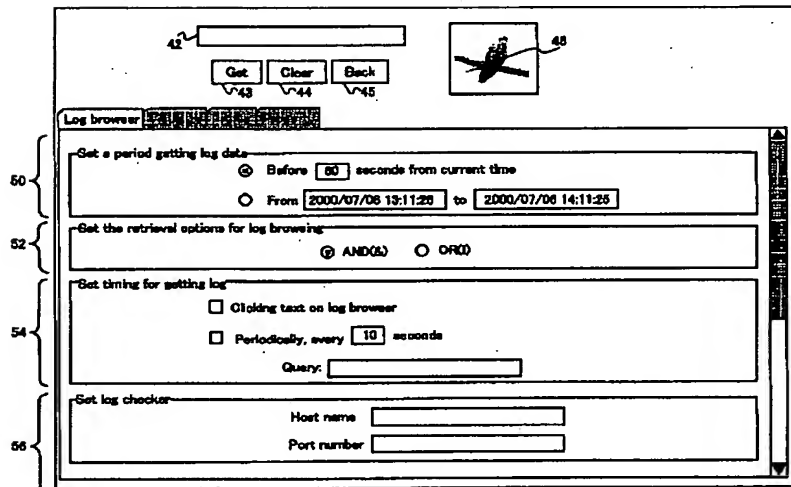 42
48
Get Clear Back
43 44 45
Log browser
50
Set a period getting log data
Before 60 seconds from current time
From 2000/07/06 13:11:26 to 2000/07/06 14:11:25
52
Set the retrieval options for log browsing
AND(&) OR(|)
54
Set timing for getting log
Clicking text on log browser
Periodically, every 10 seconds
Query:
56
Set log checker
Host name
Port number